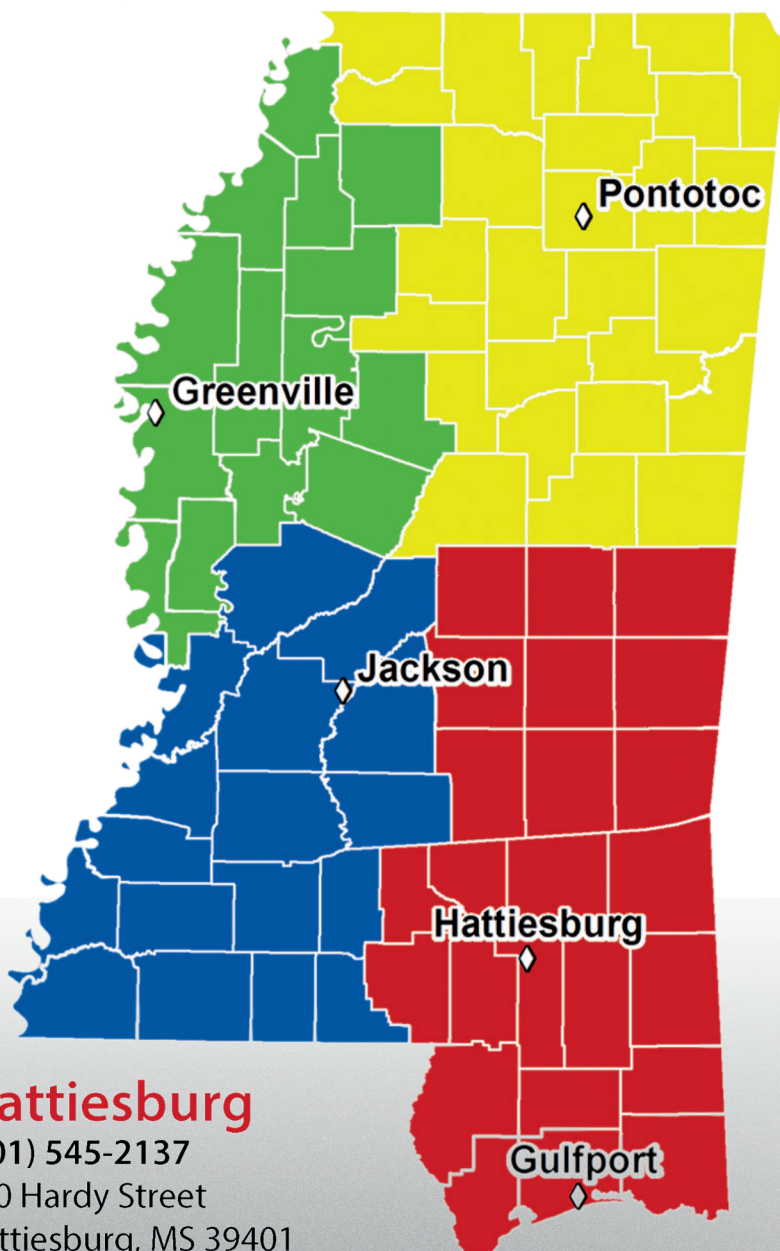 Pontotoc
Greenville
Jackson
Hattiesburg
Gulfport
attiesburg
01) 545-2137
0 Hardy Street
ttiesburg, MS 39401